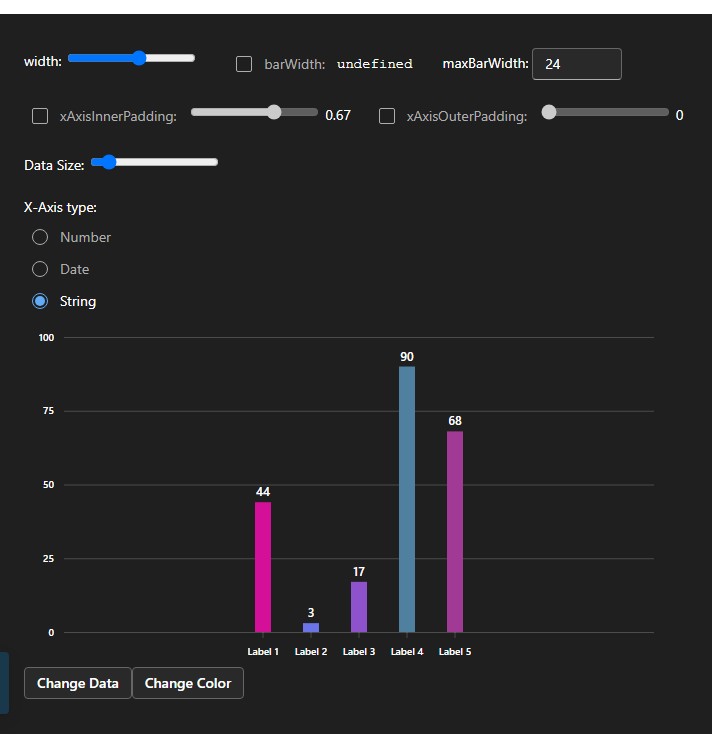 width: barWidth: undefined maxBarWidth: 24
xAxisInnerPadding: 0.67 xAxisOuterPadding: 0
Data Size:
X-Axis type:
Number
Date
String
100
90
75
68
50
44
25
17
3
0
Label 1 Label 2 Label 3 Label 4 Label 5
Change Data Change Color